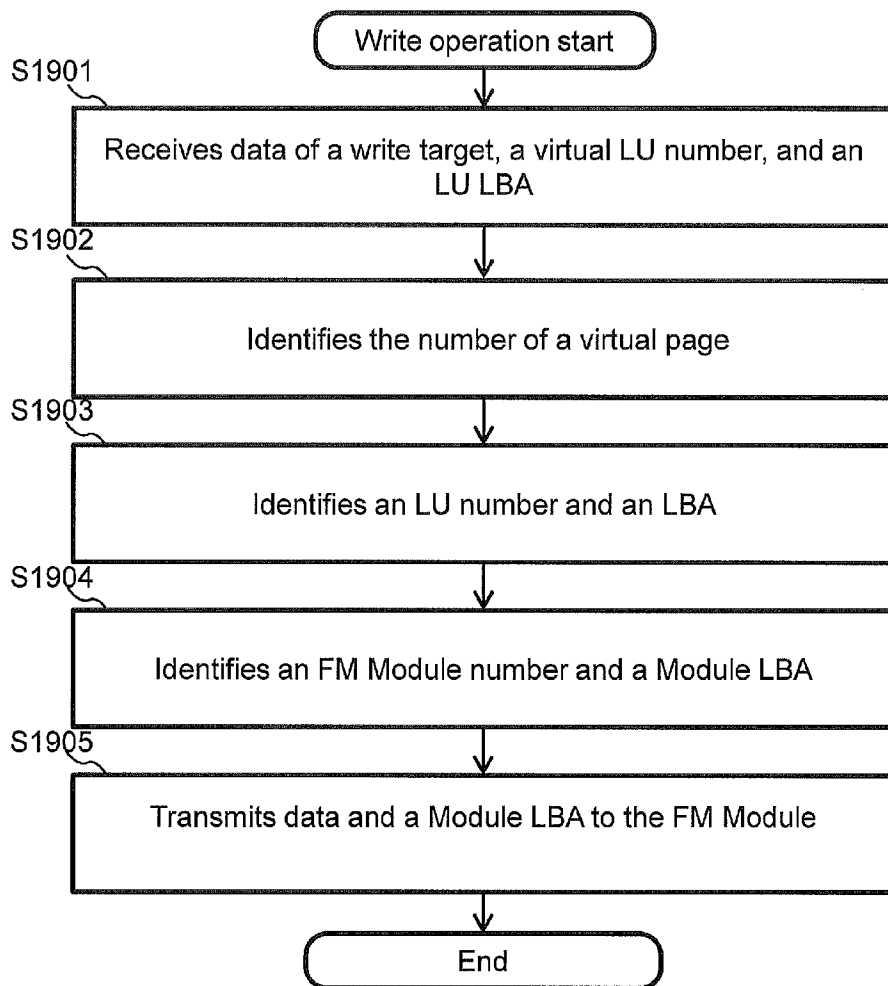 Write operation start
S1901
Receives data of a write target, a virtual LU number, and an
LU LBA
S1902
Identifies the number of a virtual page
S1903
Identifies an LU number and an LBA
S1904
Identifies an FM Module number and a Module LBA
S1905
Transmits data and a Module LBA to the FM Module
End